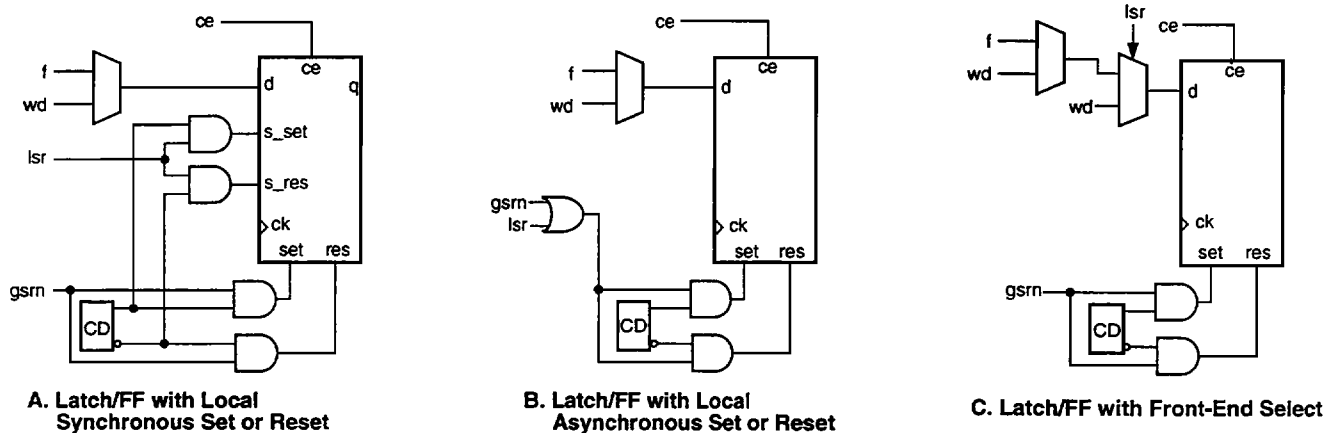 ce
f
wd
lsr
gsrn
CD
ce
d
q
s_set
s_res
ck
set res
A. Latch/FF with Local
Synchronous Set or Reset
ce
f
wd
gsrn
lsr
CD
ce
d
ck
set res
B. Latch/FF with Local
Asynchronous Set or Reset
lsr
ce
f
wd
wd
gsrn
CD
ce
d
ck
set res
C. Latch/FF with Front-End Select